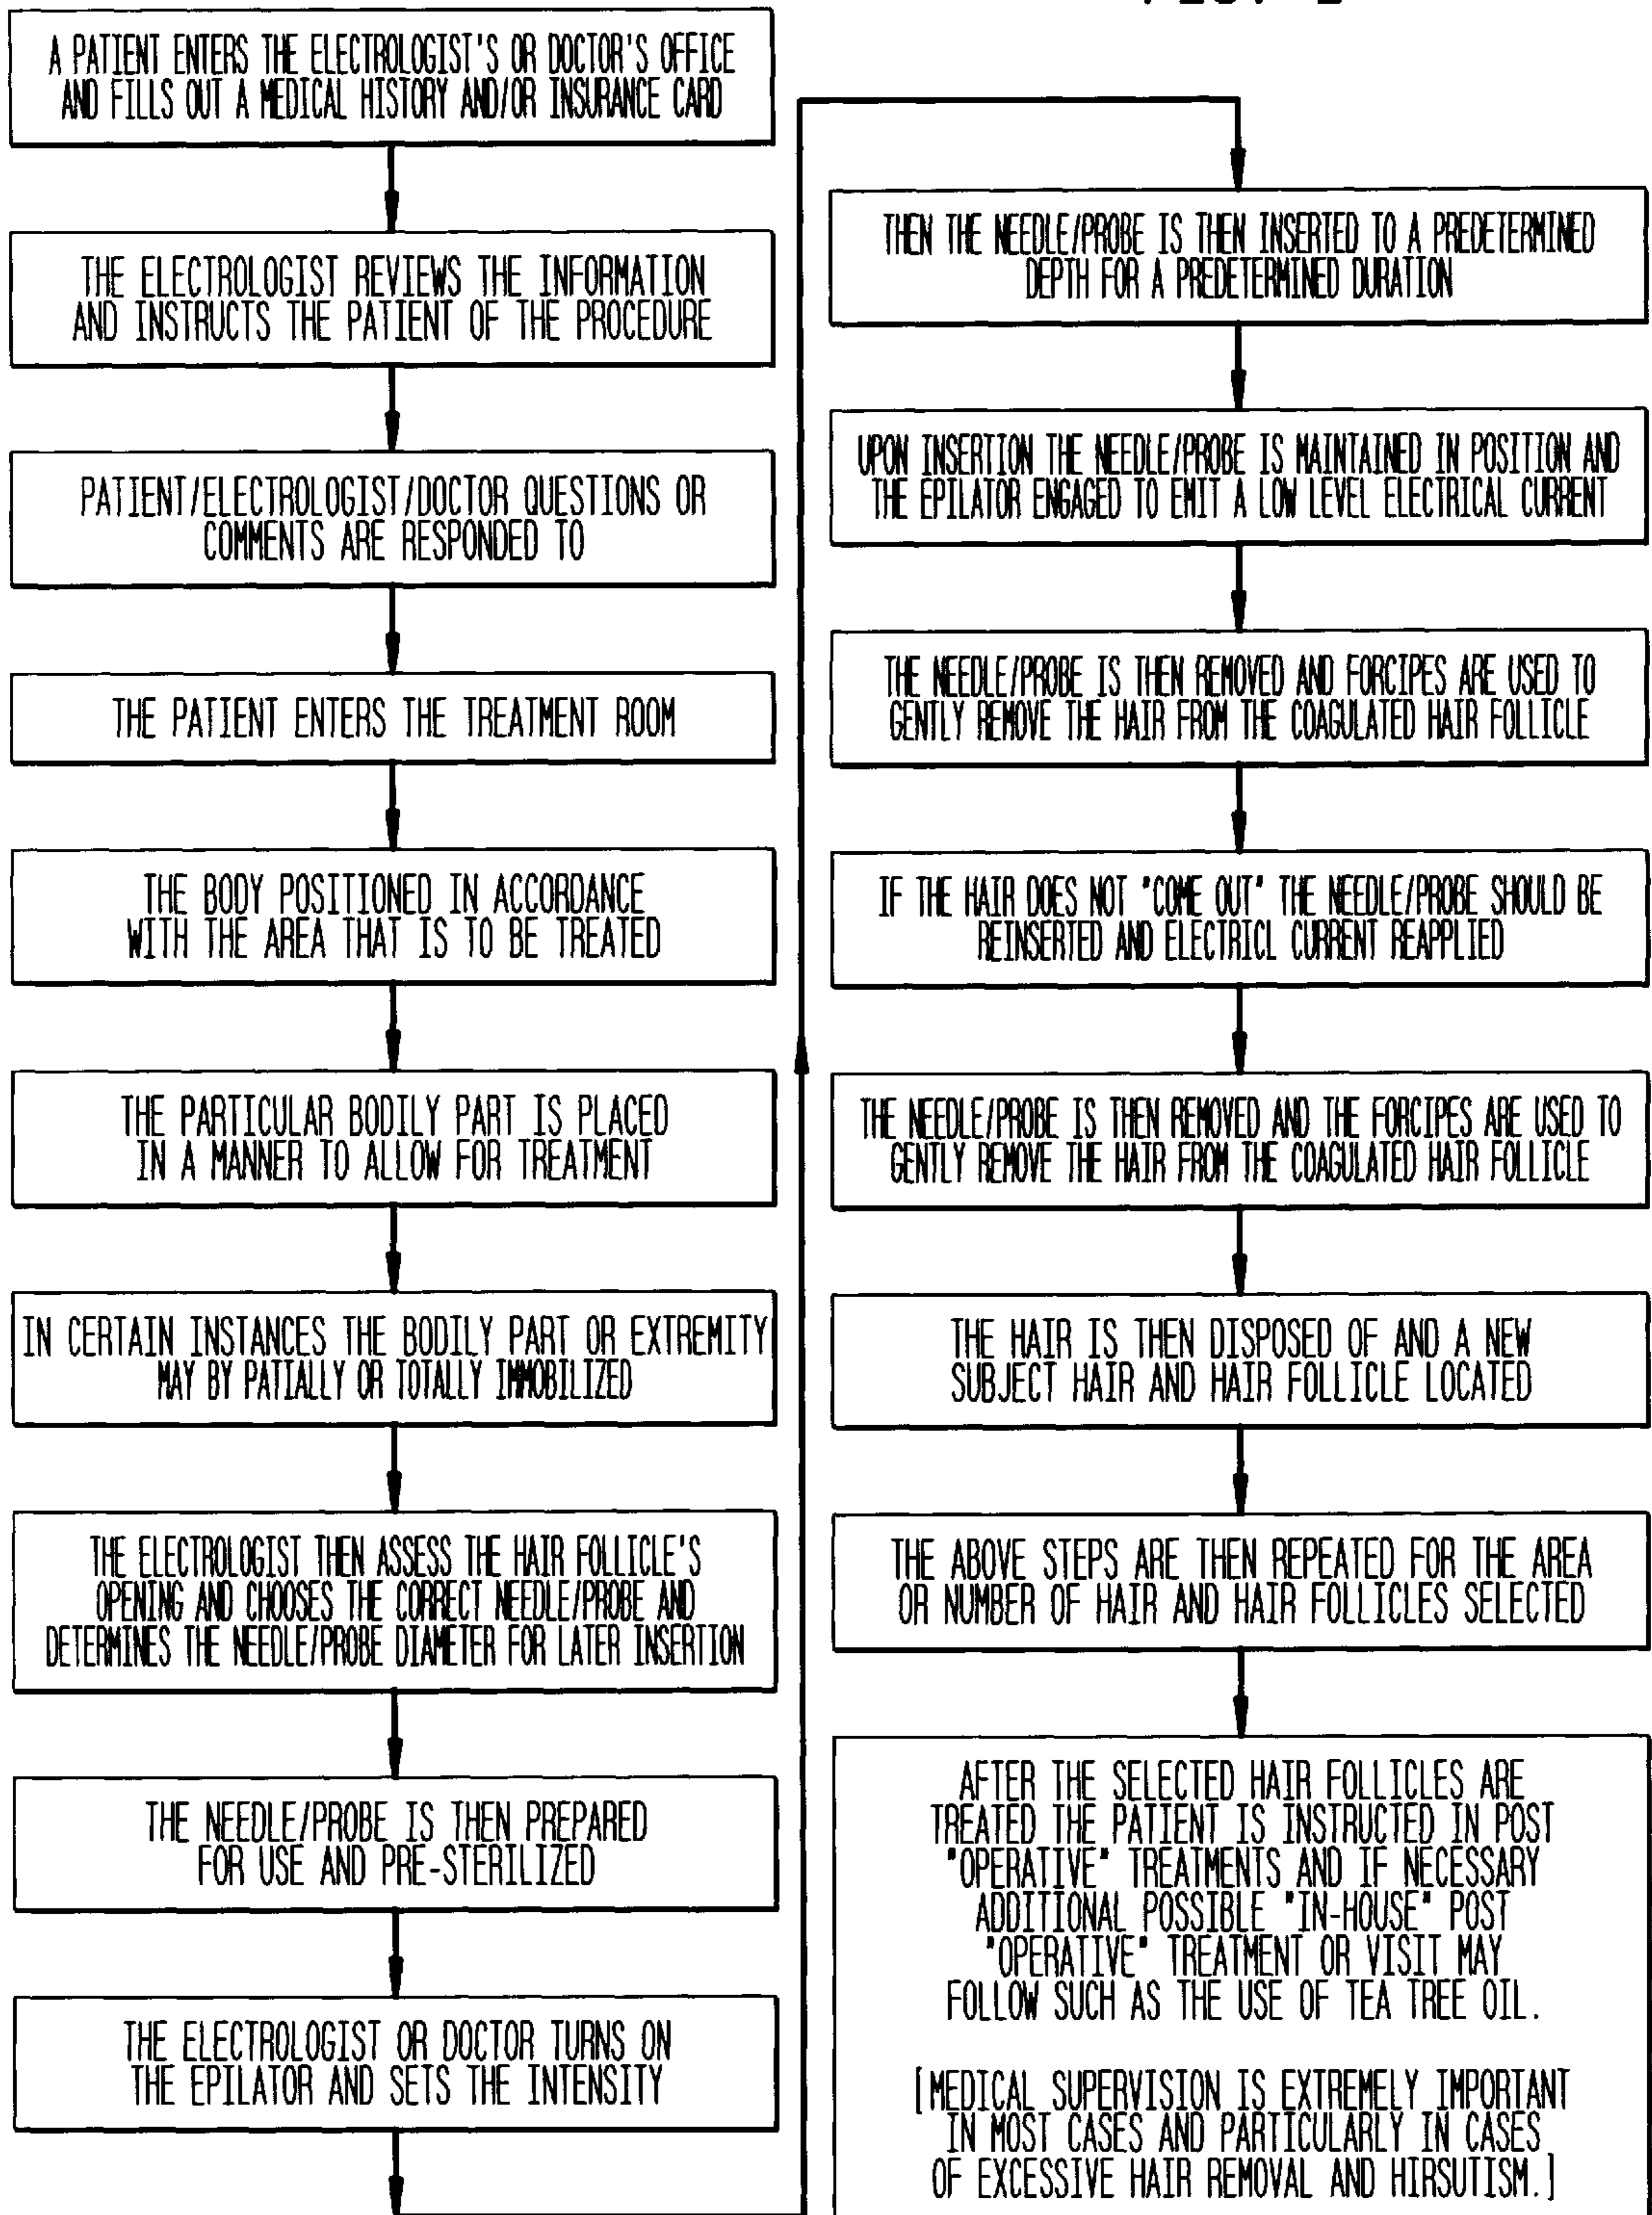 A PATIENT ENTERS THE ELECTROLOGIST'S OR DOCTOR'S OFFICE
AND FILLS OUT A MEDICAL HISTORY AND/OR INSURANCE CARD
THE ELECTROLOGIST REVIEWS THE INFORMATION
AND INSTRUCTS THE PATIENT OF THE PROCEDURE
PATIENT/ELECTROLOGIST/DOCTOR QUESTIONS OR
COMMENTS ARE RESPONDED TO
THE PATIENT ENTERS THE TREATMENT ROOM
THE BODY POSITIONED IN ACCORDANCE
WITH THE AREA THAT IS TO BE TREATED
THE PARTICULAR BODILY PART IS PLACED
IN A MANNER TO ALLOW FOR TREATMENT
IN CERTAIN INSTANCES THE BODILY PART OR EXTREMITY
MAY BY PATIALLY OR TOTALLY IMMOBILIZED
THE ELECTROLOGIST THEN ASSESS THE HAIR FOLLICLE'S
OPENING AND CHOOSES THE CORRECT NEEDLE/PROBE AND
DETERMINES THE NEEDLE/PROBE DIAMETER FOR LATER INSERTION
THE NEEDLE/PROBE IS THEN PREPARED
FOR USE AND PRE-STERILIZED
THE ELECTROLOGIST OR DOCTOR TURNS ON
THE EPILATOR AND SETS THE INTENSITY
THEN THE NEEDLE/PROBE IS THEN INSERTED TO A PREDETERMINED
DEPTH FOR A PREDETERMINED DURATION
UPON INSERTION THE NEEDLE/PROBE IS MAINTAINED IN POSITION AND
THE EPILATOR ENGAGED TO EMIT A LOW LEVEL ELECTRICAL CURRENT
THE NEEDLE/PROBE IS THEN REMOVED AND FORCIPES ARE USED TO
GENTLY REMOVE THE HAIR FROM THE COAGULATED HAIR FOLLICLE
IF THE HAIR DOES NOT "COME OUT" THE NEEDLE/PROBE SHOULD BE
REINSERTED AND ELECTRICL CURRENT REAPPLIED
THE NEEDLE/PROBE IS THEN REMOVED AND THE FORCIPES ARE USED TO
GENTLY REMOVE THE HAIR FROM THE COAGULATED HAIR FOLLICLE
THE HAIR IS THEN DISPOSED OF AND A NEW
SUBJECT HAIR AND HAIR FOLLICLE LOCATED
THE ABOVE STEPS ARE THEN REPEATED FOR THE AREA
OR NUMBER OF HAIR AND HAIR FOLLICLES SELECTED
AFTER THE SELECTED HAIR FOLLICLES ARE
TREATED THE PATIENT IS INSTRUCTED IN POST
"OPERATIVE" TREATMENTS AND IF NECESSARY
ADDITIONAL POSSIBLE "IN-HOUSE" POST
"OPERATIVE" TREATMENT OR VISIT MAY
FOLLOW SUCH AS THE USE OF TEA TREE OIL.
[MEDICAL SUPERVISION IS EXTREMELY IMPORTANT
IN MOST CASES AND PARTICULARLY IN CASES
OF EXCESSIVE HAIR REMOVAL AND HIRSUTISM.]